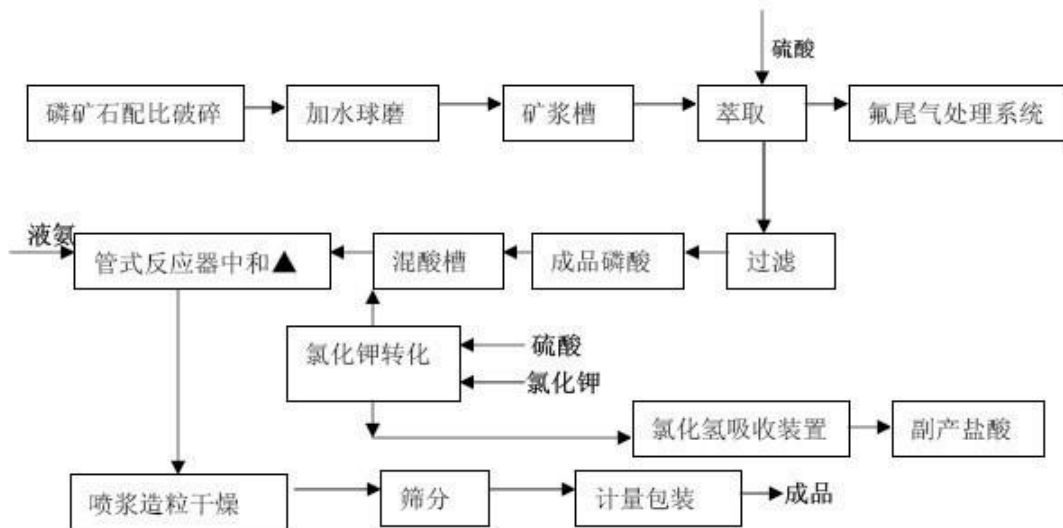 硫酸
磷矿石配比破碎
加水球磨
矿浆槽
萃取
氟尾气处理系统
液氨
管式反应器中和▲
混酸槽
成品磷酸
过滤
氯化钾转化
硫酸
氯化钾
氯化氢吸收装置
副产盐酸
喷浆造粒干燥
筛分
计量包装
成品